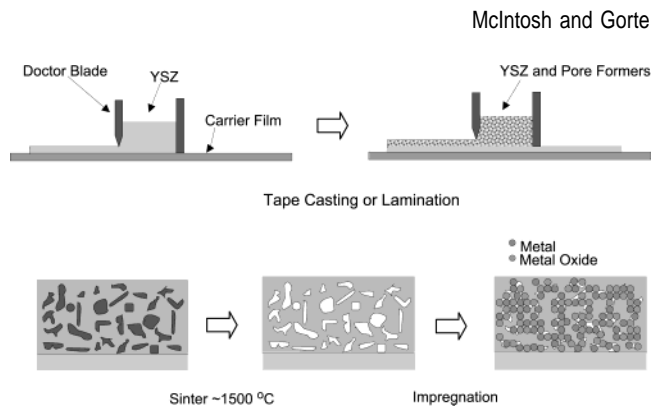 McIntosh and Gorte
Doctor Blade
YSZ
Carrier Film
YSZ and Pore Formers
Tape Casting or Lamination
Metal
Metal Oxide
Sinter ~1500 °C
Impregnation